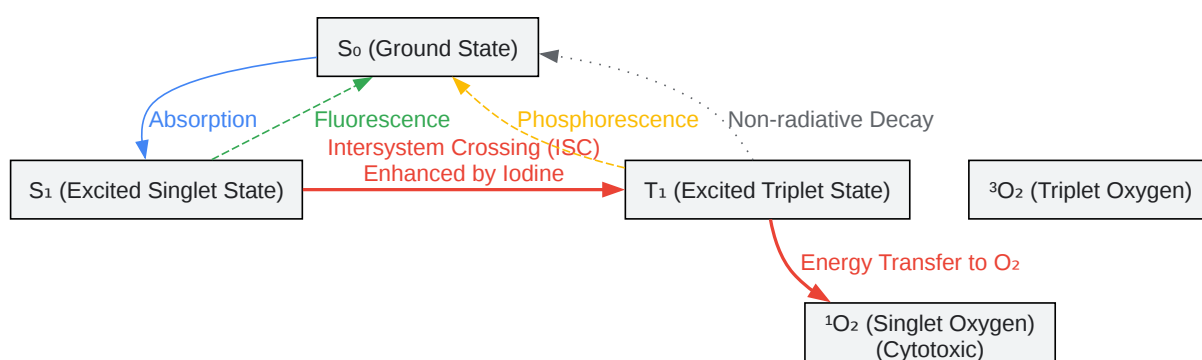 S₀ (Ground State)
Absorption
Fluorescence
Phosphorescence
Non-radiative Decay
Intersystem Crossing (ISC)
Enhanced by Iodine
S₁ (Excited Singlet State)
T₁ (Excited Triplet State)
³O₂ (Triplet Oxygen)
Energy Transfer to O₂
¹O₂ (Singlet Oxygen)
(Cytotoxic)